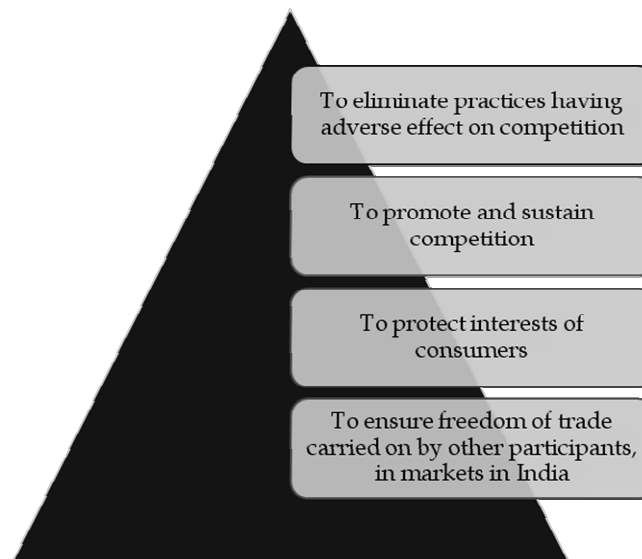 To eliminate practices having
adverse effect on competition
To promote and sustain
competition
To protect interests of
consumers
To ensure freedom of trade
carried on by other participants,
in markets in India